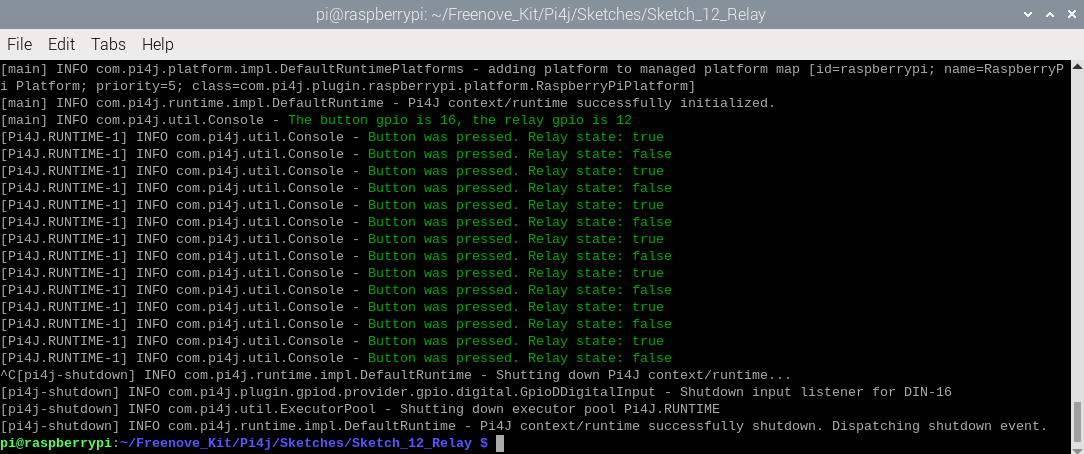 pi@raspberrypi: ~/Freenove_Kit/Pi4j/Sketches/Sketch_12_Relay
File Edit Tabs Help
[main] INFO com.pi4j.platform.impl.DefaultRuntimePlatforms - adding platform to managed platform map [id=raspberrypi; name=RaspberryP
i Platform; priority=5; class=com.pi4j.plugin.raspberrypi.platform.RaspberryPiPlatform]
[main] INFO com.pi4j.runtime.impl.DefaultRuntime - Pi4J context/runtime successfully initialized.
[main] INFO com.pi4j.util.Console - The button gpio is 16, the relay gpio is 12
[Pi4J.RUNTIME-1] INFO com.pi4j.util.Console - Button was pressed. Relay state: true
[Pi4J.RUNTIME-1] INFO com.pi4j.util.Console - Button was pressed. Relay state: false
[Pi4J.RUNTIME-1] INFO com.pi4j.util.Console - Button was pressed. Relay state: true
[Pi4J.RUNTIME-1] INFO com.pi4j.util.Console - Button was pressed. Relay state: false
[Pi4J.RUNTIME-1] INFO com.pi4j.util.Console - Button was pressed. Relay state: true
[Pi4J.RUNTIME-1] INFO com.pi4j.util.Console - Button was pressed. Relay state: false
[Pi4J.RUNTIME-1] INFO com.pi4j.util.Console - Button was pressed. Relay state: true
[Pi4J.RUNTIME-1] INFO com.pi4j.util.Console - Button was pressed. Relay state: false
[Pi4J.RUNTIME-1] INFO com.pi4j.util.Console - Button was pressed. Relay state: true
[Pi4J.RUNTIME-1] INFO com.pi4j.util.Console - Button was pressed. Relay state: false
[Pi4J.RUNTIME-1] INFO com.pi4j.util.Console - Button was pressed. Relay state: true
[Pi4J.RUNTIME-1] INFO com.pi4j.util.Console - Button was pressed. Relay state: false
[Pi4J.RUNTIME-1] INFO com.pi4j.util.Console - Button was pressed. Relay state: true
[Pi4J.RUNTIME-1] INFO com.pi4j.util.Console - Button was pressed. Relay state: false
^C[pi4j-shutdown] INFO com.pi4j.runtime.impl.DefaultRuntime - Shutting down Pi4J context/runtime...
[pi4j-shutdown] INFO com.pi4j.plugin.gpiod.provider.gpio.digital.GpioDDigitalInput - Shutdown input listener for DIN-16
[pi4j-shutdown] INFO com.pi4j.util.ExecutorPool - Shutting down executor pool Pi4J.RUNTIME
[pi4j-shutdown] INFO com.pi4j.runtime.impl.DefaultRuntime - Pi4J context/runtime successfully shutdown. Dispatching shutdown event.
pi@raspberrypi:~/Freenove_Kit/Pi4j/Sketches/Sketch_12_Relay $